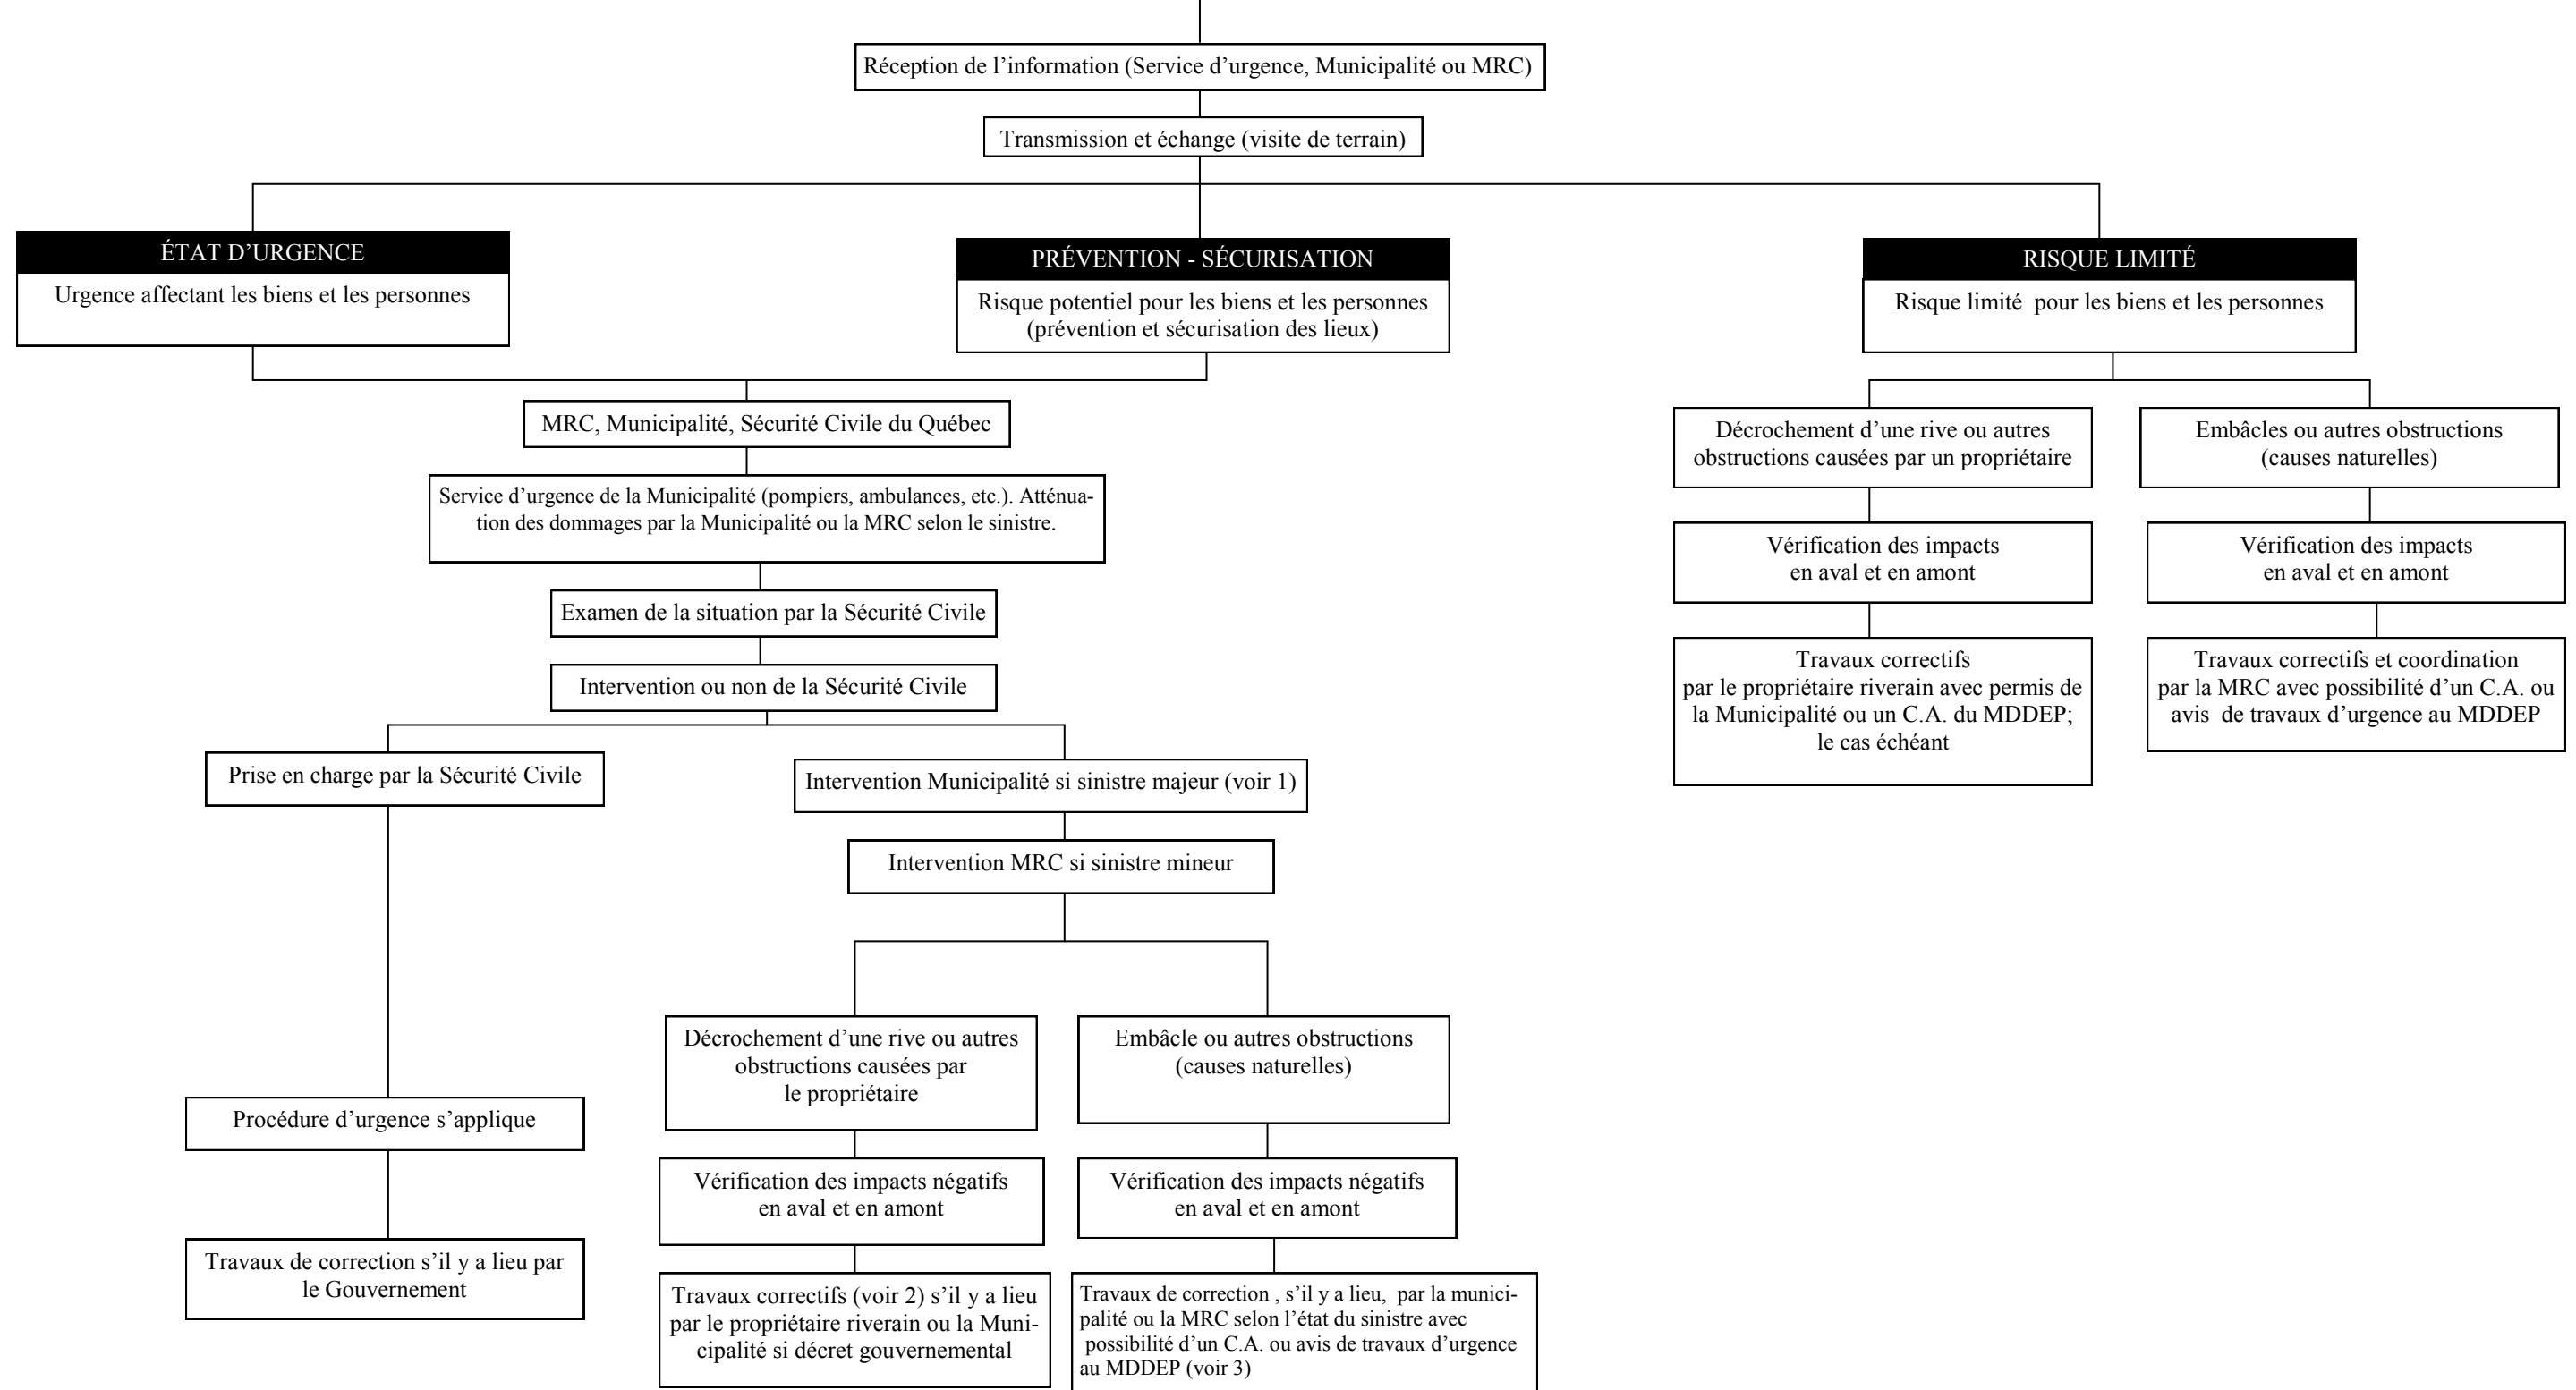 Réception de l’information (Service d’urgence, Municipalité ou MRC)
Transmission et échange (visite de terrain)
ÉTAT D’URGENCE
Urgence affectant les biens et les personnes
PRÉVENTION - SÉCURISATION
Risque potentiel pour les biens et les personnes
(prévention et sécurisation des lieux)
RISQUE LIMITÉ
Risque limité pour les biens et les personnes
MRC, Municipalité, Sécurité Civile du Québec
Service d’urgence de la Municipalité (pompiers, ambulances, etc.). Atténua-
tion des dommages par la Municipalité ou la MRC selon le sinistre.
Examen de la situation par la Sécurité Civile
Intervention ou non de la Sécurité Civile
Prise en charge par la Sécurité Civile
Procédure d’urgence s’applique
Travaux de correction s’il y a lieu par
le Gouvernement
Intervention Municipalité si sinistre majeur (voir 1)
Intervention MRC si sinistre mineur
Décrochement d’une rive ou autres
obstructions causées par
le propriétaire
Vérification des impacts négatifs
en aval et en amont
Travaux correctifs (voir 2) s’il y a lieu
par le propriétaire riverain ou la Muni-
cipalité si décret gouvernemental
Embâcle ou autres obstructions
(causes naturelles)
Vérification des impacts négatifs
en aval et en amont
Travaux de correction , s’il y a lieu, par la munici-
palité ou la MRC selon l’état du sinistre avec
possibilité d’un C.A. ou avis de travaux d’urgence
au MDDEP (voir 3)
Décrochement d’une rive ou autres
obstructions causées par un propriétaire
Vérification des impacts
en aval et en amont
Travaux correctifs
par le propriétaire riverain avec permis de
la Municipalité ou un C.A. du MDDEP;
le cas échéant
Embâcles ou autres obstructions
(causes naturelles)
Vérification des impacts
en aval et en amont
Travaux correctifs et coordination
par la MRC avec possibilité d’un C.A. ou
avis de travaux d’urgence au MDDEP